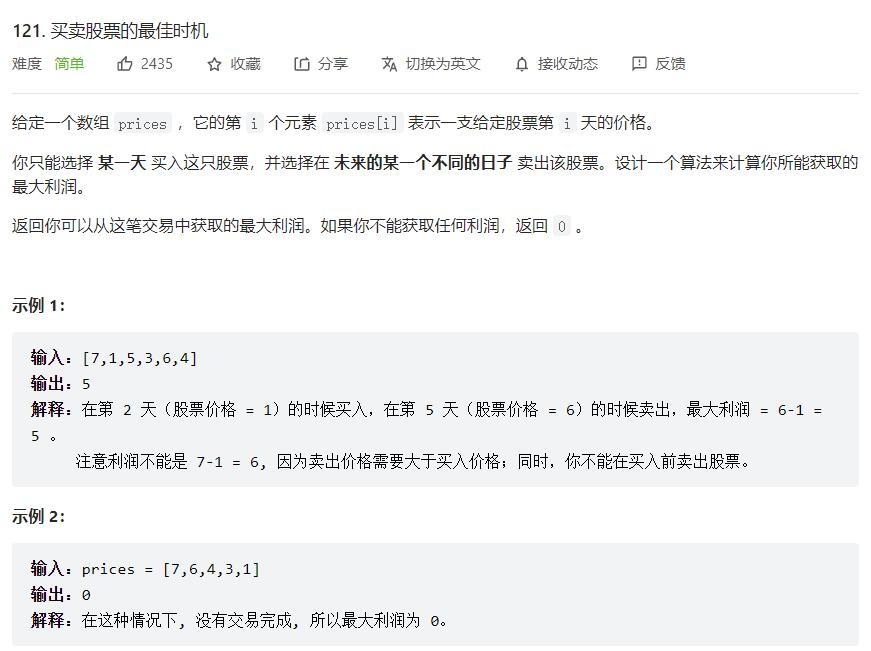 121. 买卖股票的最佳时机
难度 简单 2435 收藏 分享 切换为英文 接收动态 反馈
给定一个数组 prices ，它的第 i 个元素 prices[i] 表示一支给定股票第 i 天的价格。
你只能选择 某一天 买入这只股票，并选择在 未来的某一个不同的日子 卖出该股票。设计一个算法来计算你所能获取的
最大利润。
返回你可以从这笔交易中获取的最大利润。如果你不能获取任何利润，返回 0 。
示例 1：
输入：[7,1,5,3,6,4]
输出：5
解释：在第 2 天（股票价格 = 1）的时候买入，在第 5 天（股票价格 = 6）的时候卖出，最大利润 = 6-1 =
5 。
注意利润不能是 7-1 = 6, 因为卖出价格需要大于买入价格；同时，你不能在买入前卖出股票。
示例 2：
输入：prices = [7,6,4,3,1]
输出：0
解释：在这种情况下, 没有交易完成, 所以最大利润为 0。